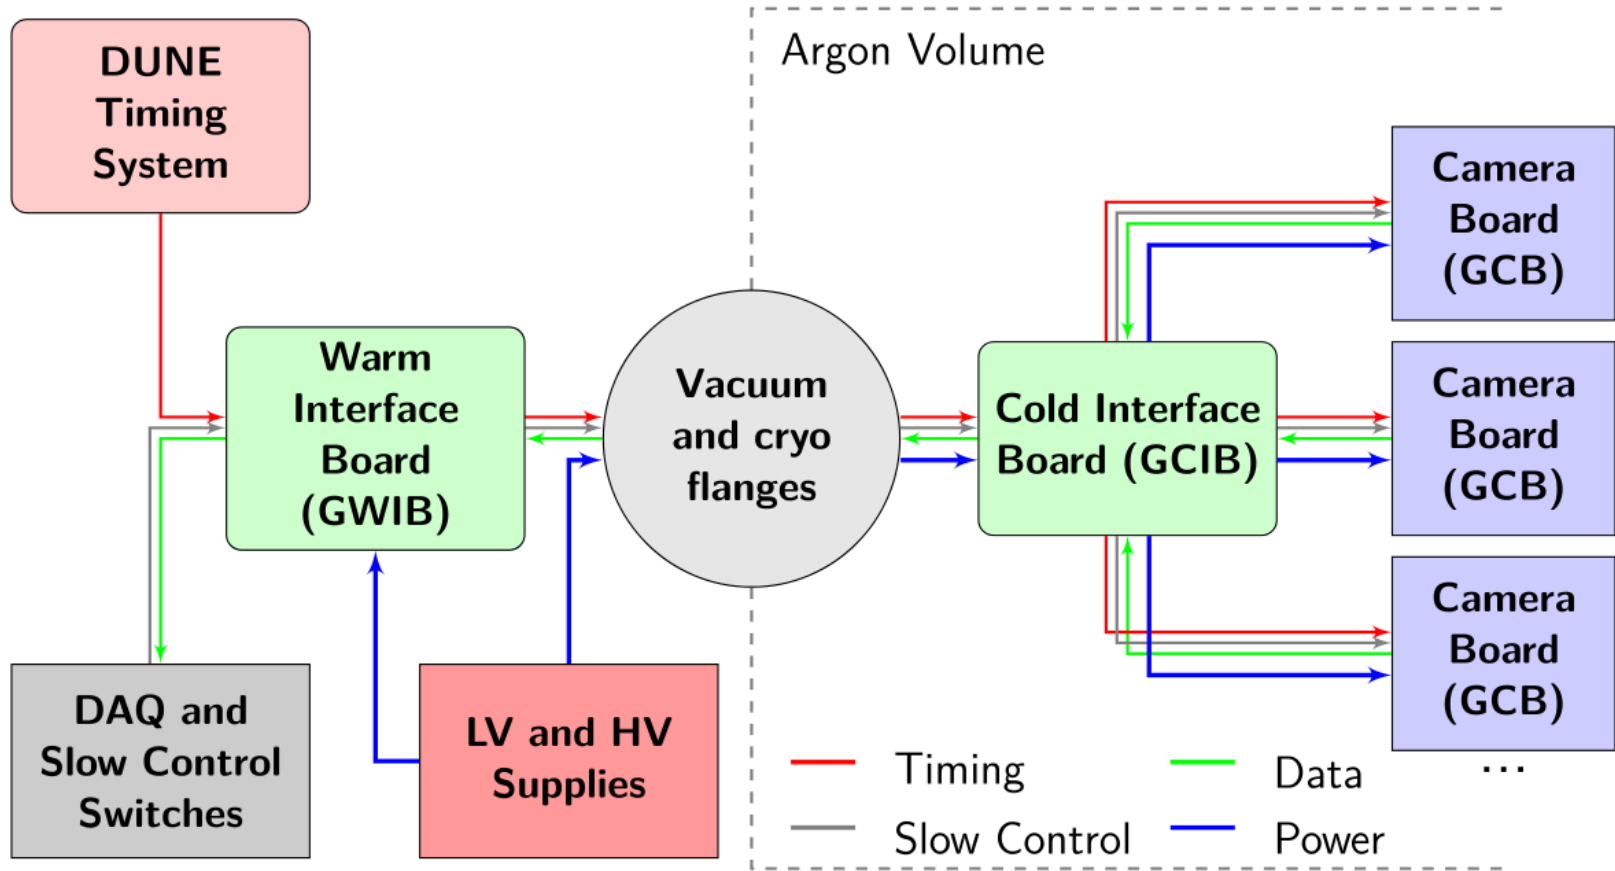 DUNE
Timing
System
Argon Volume
Camera
Board
(GCB)
Warm
Interface
Board
(GWIB)
Vacuum
and cryo
flanges
Cold Interface
Board (GCIB)
Camera
Board
(GCB)
Camera
Board
(GCB)
...
DAQ and
Slow Control
Switches
LV and HV
Supplies
Timing
Data
Slow Control
Power